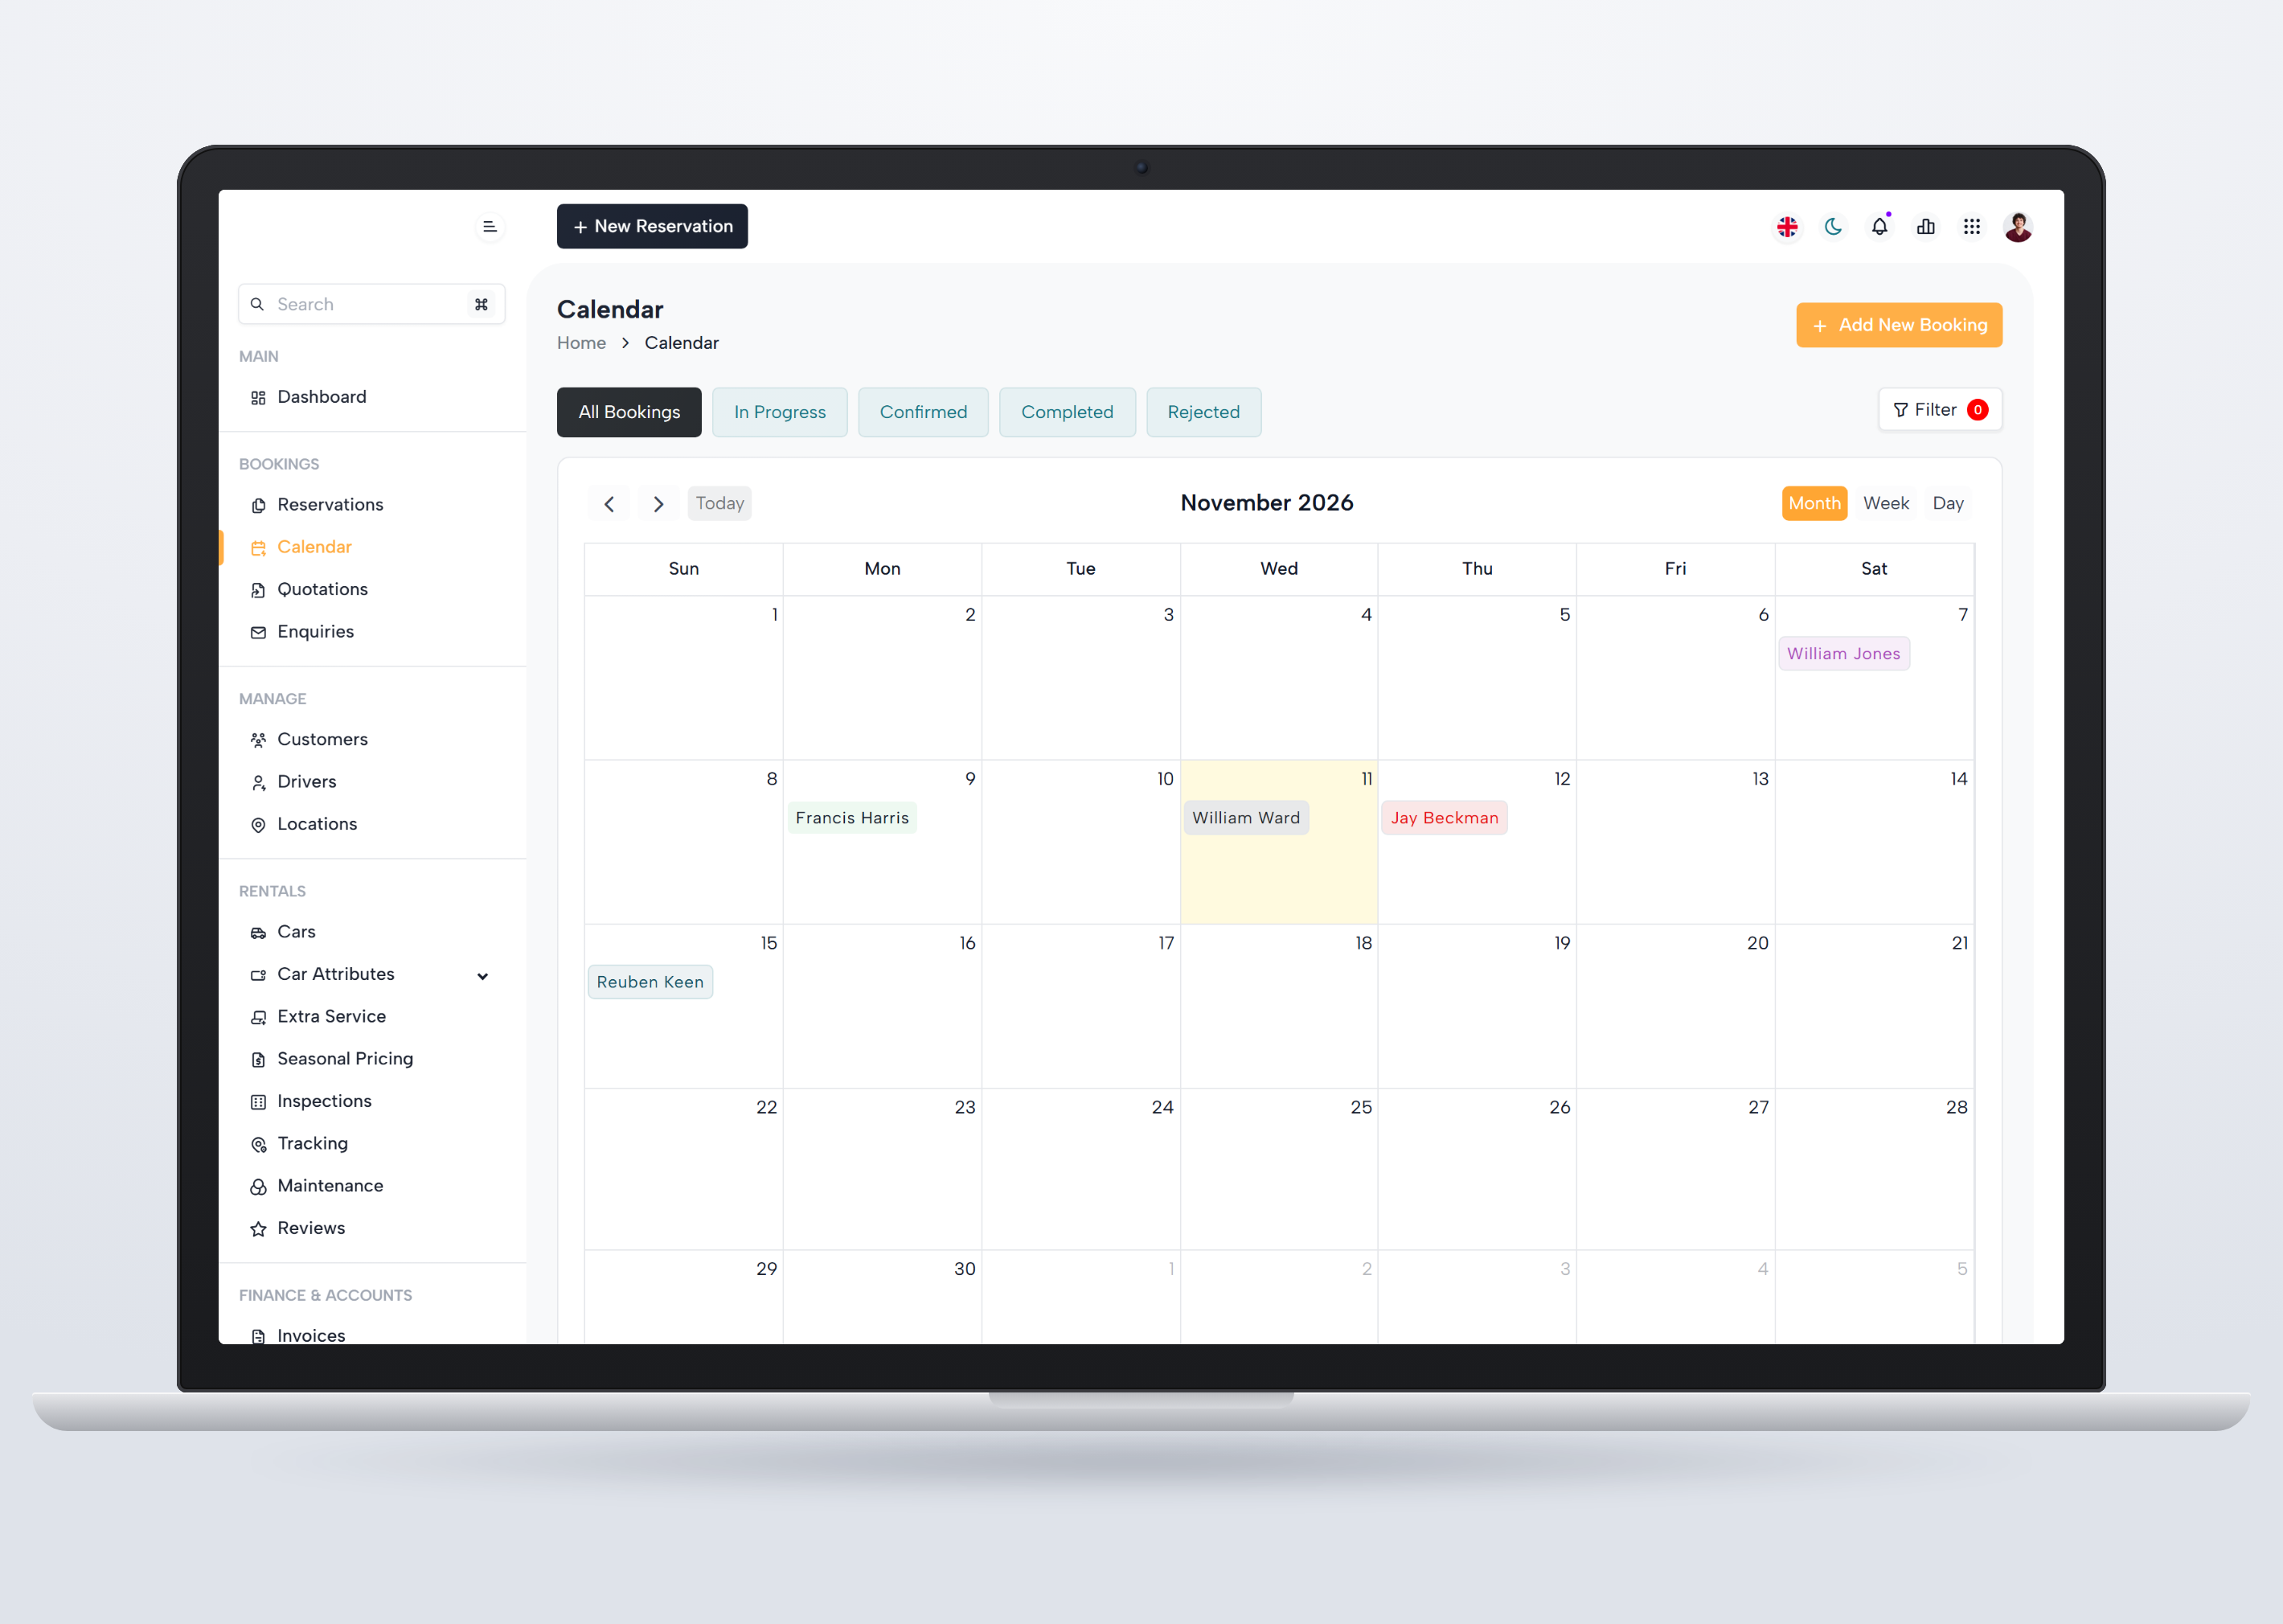 + New Reservation
Search
MAIN
Dashboard
BOOKINGS
Reservations
Calendar
Quotations
Enquiries
MANAGE
Customers
Drivers
Locations
RENTALS
Cars
Car Attributes
Extra Service
Seasonal Pricing
Inspections
Tracking
Maintenance
Reviews
FINANCE & ACCOUNTS
Invoices
Calendar
Home > Calendar
+ Add New Booking
All Bookings In Progress Confirmed Completed Rejected
Filter 0
Today November 2026 Month Week Day
Sun Mon Tue Wed Thu Fri Sat
1 2 3 4 5 6 7
William Jones
8 9 10 11 12 13 14
Francis Harris William Ward Jay Beckman
15 16 17 18 19 20 21
Reuben Keen
22 23 24 25 26 27 28
29 30 1 2 3 4 5